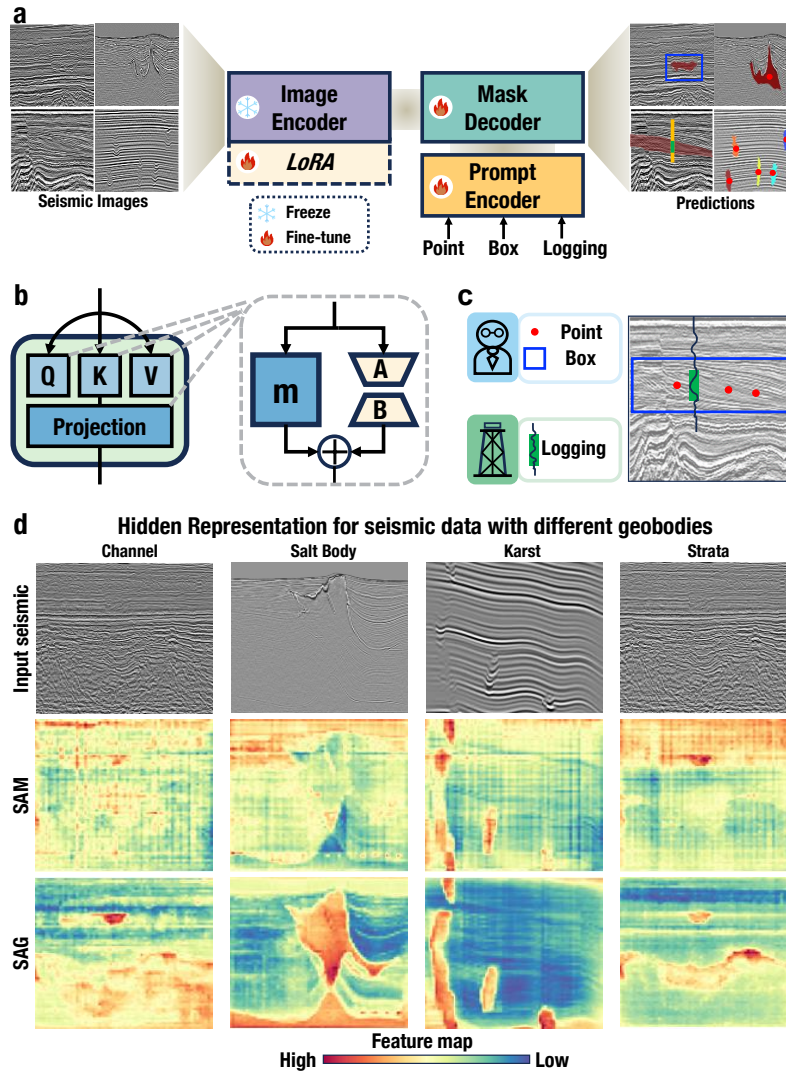 a
Image
Encoder
LoRA
Mask
Decoder
Prompt
Encoder
Freeze
Fine-tune
Point
Box
Logging
Seismic Images
Predictions
b
Q
K
V
Projection
m
A
B
c
Point
Box
Logging
d
Hidden Representation for seismic data with different geobodies
Channel
Salt Body
Karst
Strata
Input seismic
SAM
SAG
Feature map
High
Low